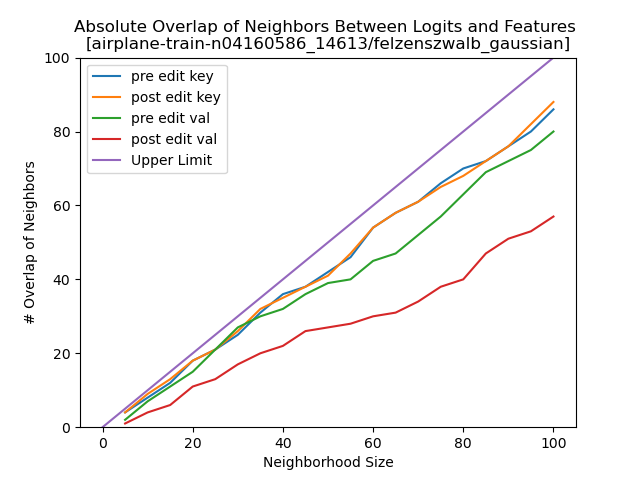 Absolute Overlap of Neighbors Between Logits and Features
[airplane-train-n04160586_14613/felzenszwalb_gaussian]
pre edit key
post edit key
pre edit val
post edit val
Upper Limit
# Overlap of Neighbors
100
80
60
40
20
0
0 20 40 60 80 100
Neighborhood Size